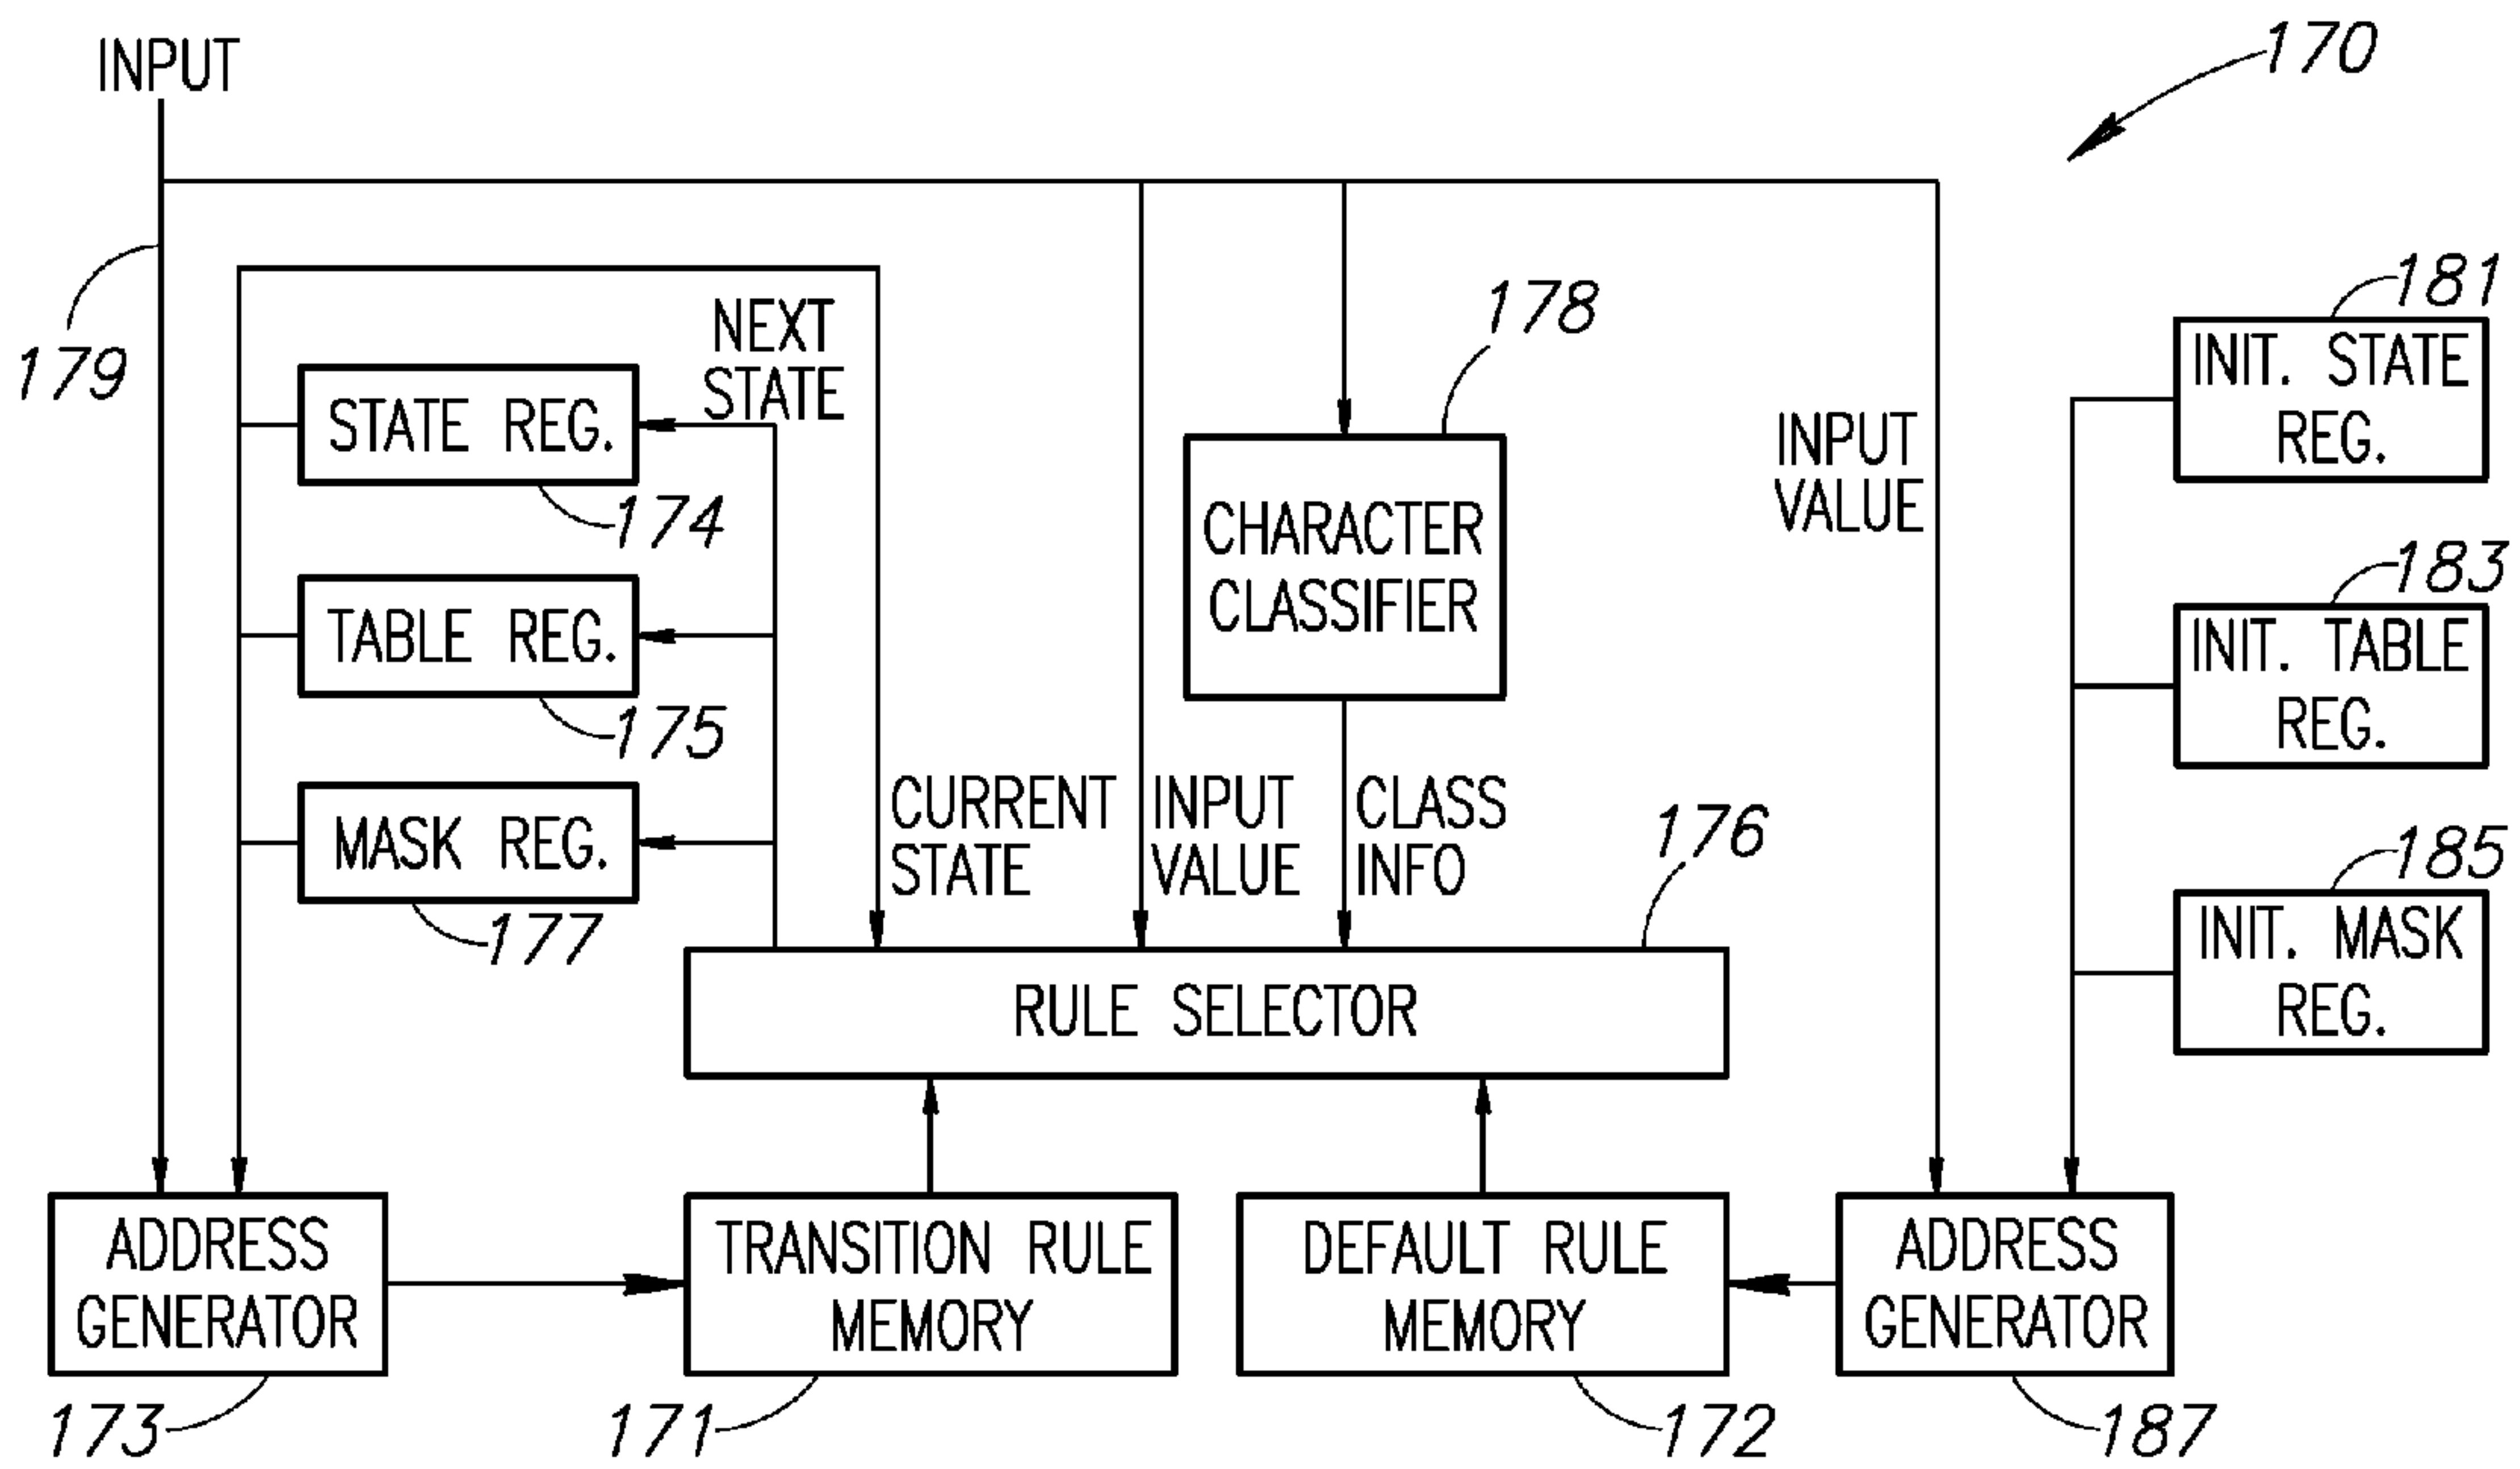 INPUT
170
179
NEXT
STATE
STATE REG.
174
TABLE REG.
175
MASK REG.
177
178
CHARACTER
CLASSIFIER
INPUT
VALUE
181
INIT. STATE
REG.
183
INIT. TABLE
REG.
185
INIT. MASK
REG.
CURRENT
STATE
INPUT
VALUE
CLASS
INFO
176
RULE SELECTOR
ADDRESS
GENERATOR
173
TRANSITION RULE
MEMORY
171
DEFAULT RULE
MEMORY
172
ADDRESS
GENERATOR
187